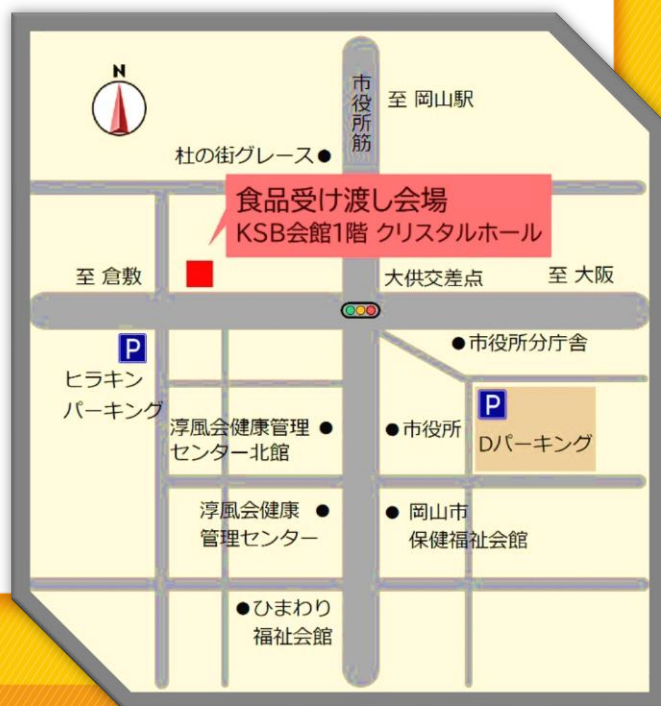 N
市役所筋
至 岡山駅
杜の街グレース
食品受け渡し会場
KSB会館1階 クリスタルホール
至 倉敷
大供交差点
至 大阪
P
ヒラキン
パーキング
市役所分庁舎
P
Dパーキング
淳風会健康管理
センター北館
市役所
淳風会健康
管理センター
岡山市
保健福祉会館
ひまわり
福祉会館